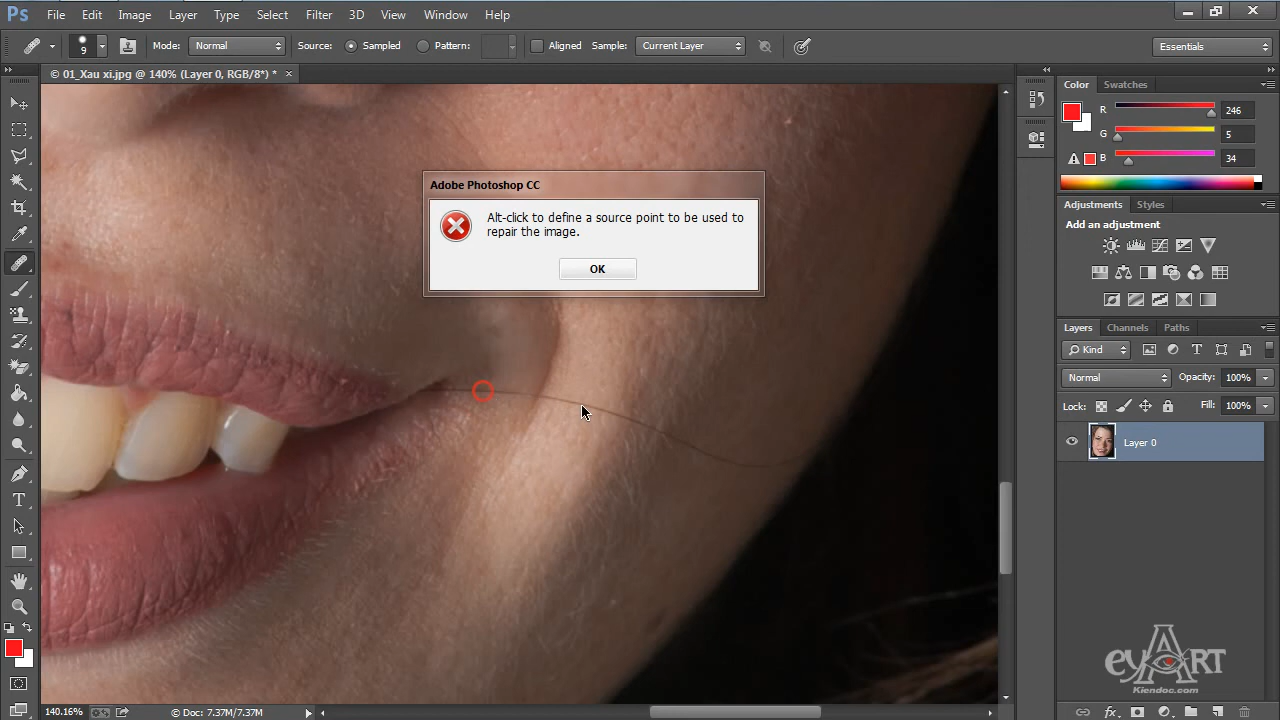 Ps File Edit Image Layer Type Select Filter 3D View Window Help
9 Mode: Normal Source: Sampled Pattern: Aligned Sample: Current Layer Essentials
© 01_Xau xi.jpg @ 140% (Layer 0, RGB/8*) * ×
Color Swatches
R 246
G 5
B 34
Adjustments Styles
Add an adjustment
Layers Channels Paths
Kind
Normal Opacity: 100%
Lock: Fill: 100%
Layer 0
Adobe Photoshop CC
Alt-click to define a source point to be used to
repair the image.
OK
eyART
Kiendoc.com
140.16% © Doc: 7.37M/7.37M